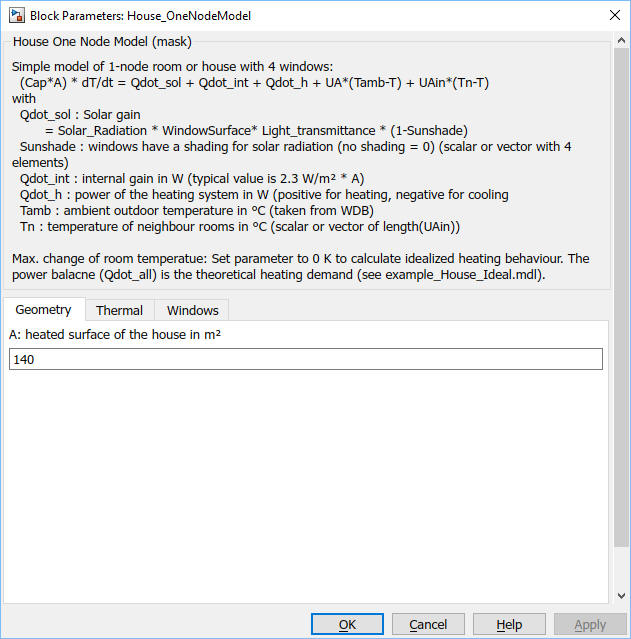 Block Parameters: House_OneNodeModel
House One Node Model (mask)
Simple model of 1-node room or house with 4 windows:
(Cap*A) * dT/dt = Qdot_sol + Qdot_int + Qdot_h + UA*(Tamb-T) + UAin*(Tn-T)
with
Qdot_sol : Solar gain
= Solar_Radiation * WindowSurface* Light_transmittance * (1-Sunshade)
Sunshade : windows have a shading for solar radiation (no shading = 0) (scalar or vector with 4
elements)
Qdot_int : internal gain in W (typical value is 2.3 W/m² * A)
Qdot_h : power of the heating system in W (positive for heating, negative for cooling
Tamb : ambient outdoor temperature in °C (taken from WDB)
Tn : temperature of neighbour rooms in °C (scalar or vector of length(UAin))
Max. change of room temperatue: Set parameter to 0 K to calculate idealized heating behaviour. The
power balacne (Qdot_all) is the theoretical heating demand (see example_House_Ideal.mdl).
Geometry Thermal Windows
A: heated surface of the house in m²
140
OK Cancel Help Apply